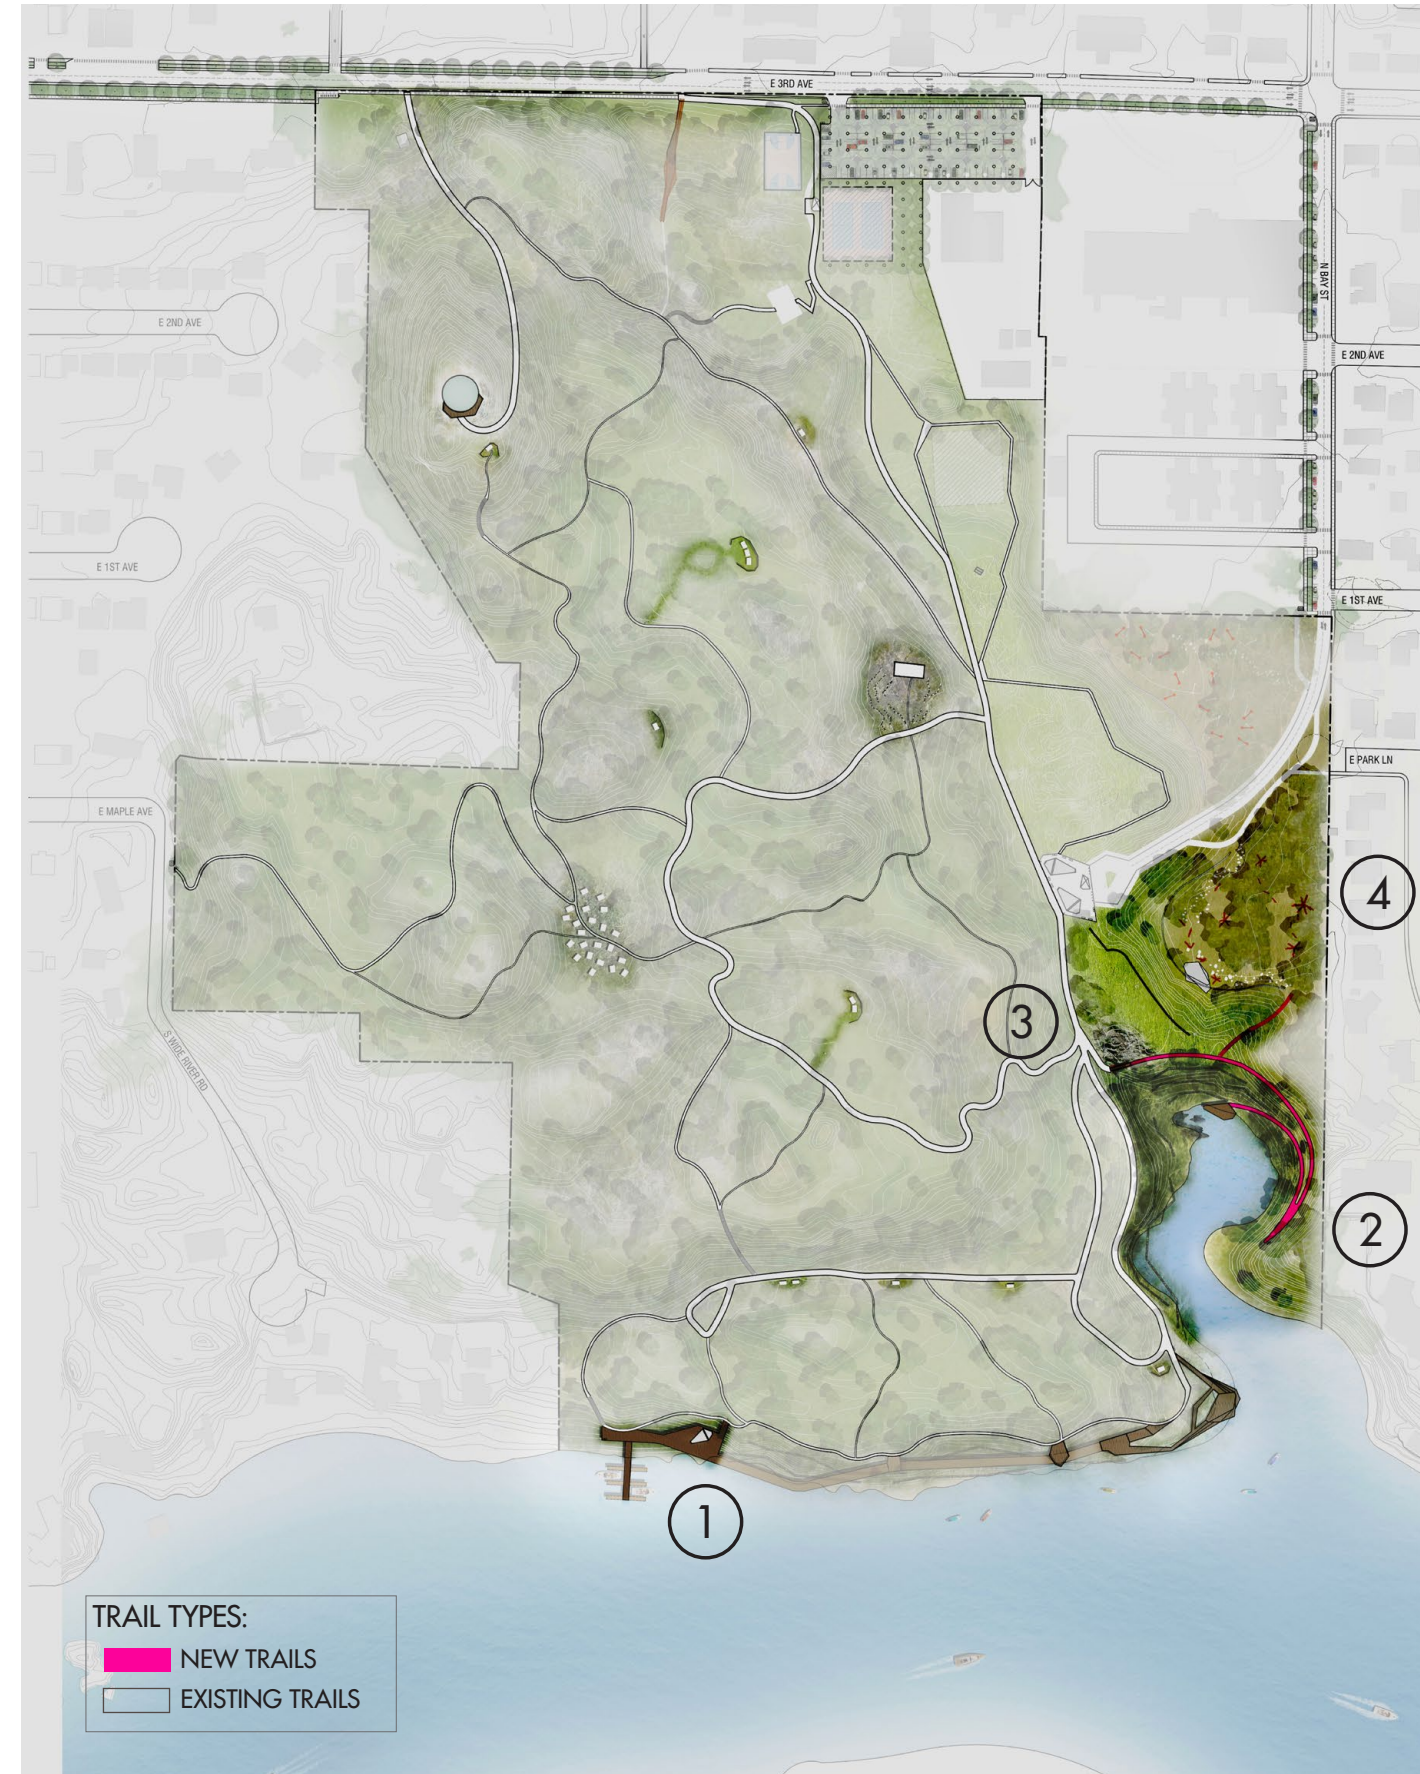 E 3RD AVE
N BAY ST
E 2ND AVE
E 2ND AVE
E 1ST AVE
E 1ST AVE
E PARK LN
E MAPLE AVE
4
3
S WIDE RIVER RD
2
1
TRAIL TYPES:
NEW TRAILS
EXISTING TRAILS